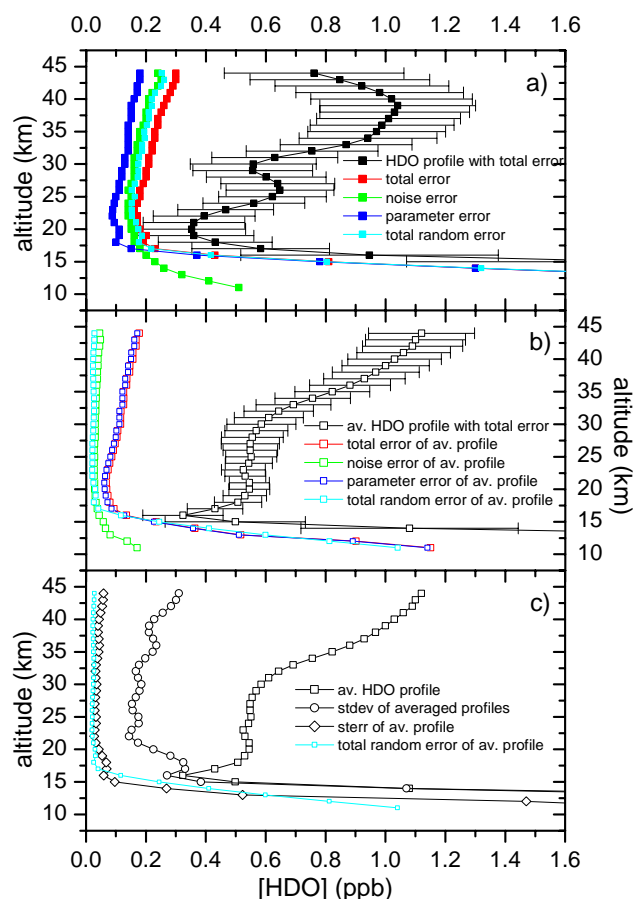 0.0 0.2 0.4 0.6 0.8 1.0 1.2 1.4 1.6
45
40
35
30
25
20
15
10
altitude (km)
a)
HDO profile with total error
total error
noise error
parameter error
total random error
b)
45
40
35
30
25
20
15
10
altitude (km)
av. HDO profile with total error
total error of av. profile
noise error of av. profile
parameter error of av. profile
total random error of av. profile
c)
45
40
35
30
25
20
15
10
altitude (km)
av. HDO profile
stdev of averaged profiles
sterr of av. profile
total random error of av. profile
0.0 0.2 0.4 0.6 0.8 1.0 1.2 1.4 1.6
[HDO] (ppb)